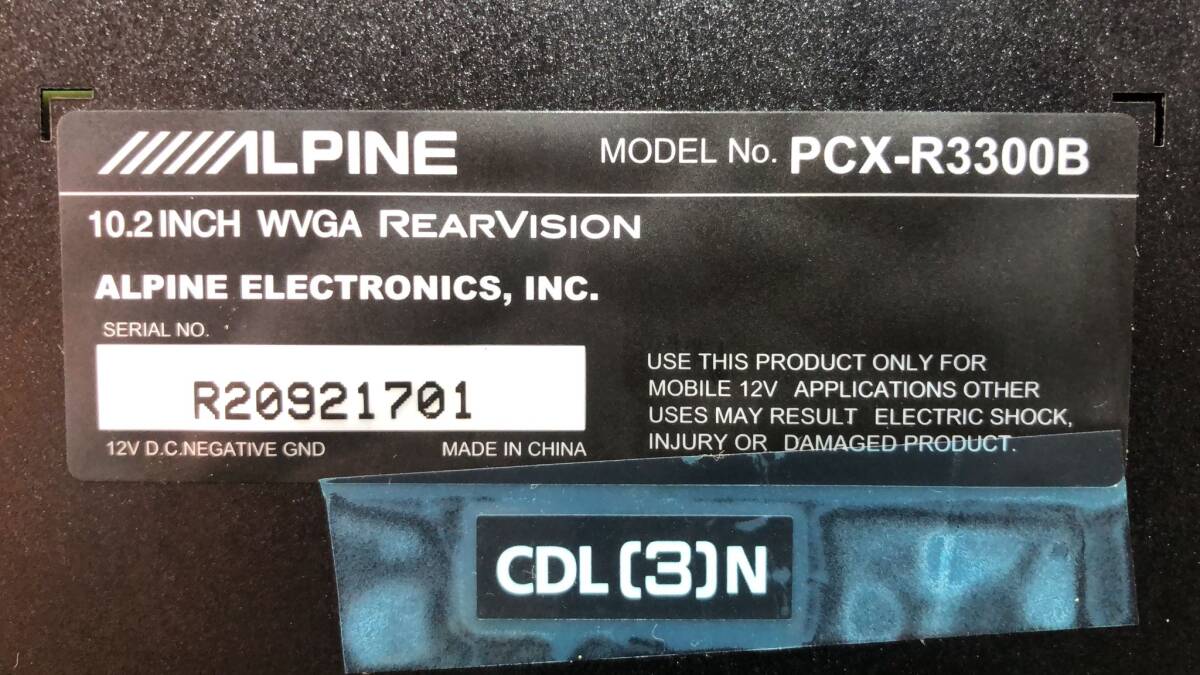 ALPINE MODEL No. PCX-R3300B
10.2 INCH WVGA REARVISION
ALPINE ELECTRONICS, INC.
SERIAL NO.
R20921701
12V D.C.NEGATIVE GND MADE IN CHINA
USE THIS PRODUCT ONLY FOR
MOBILE 12V APPLICATIONS OTHER
USES MAY RESULT ELECTRIC SHOCK,
INJURY OR DAMAGED PRODUCT.
CDL(3)N